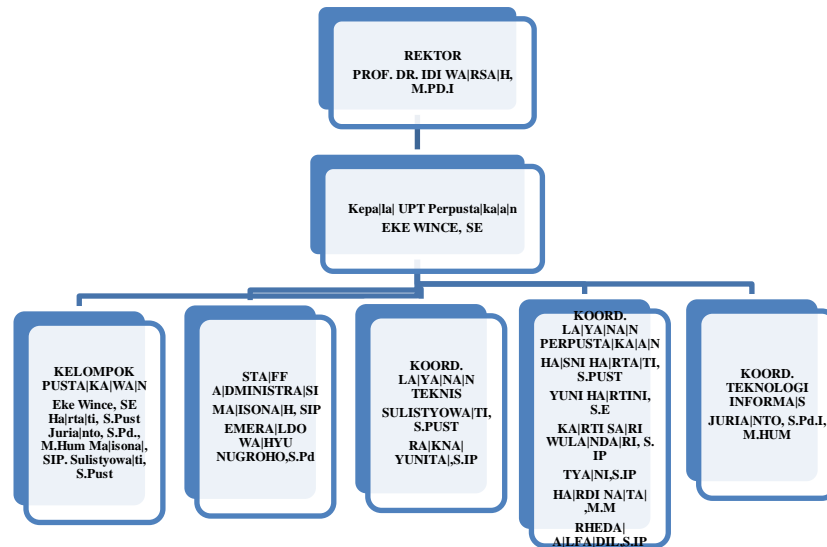 REKTOR
PROF. DR. IDI WA|RSA|H,
M.PD.I
Kepa|la| UPT Perpusta|ka|a|n
EKE WINCE, SE
KELOMPOK
PUSTA|KA|WA|N
Eke Wince, SE
Ha|rta|ti, S.Pust
Juria|nto, S.Pd.,
M.Hum Ma|isona|,
SIP. Sulistyowa|ti,
S.Pust
STA|FF
A|DMINISTRA|SI
MA|ISONA|H, SIP
EMERA|LDO
WA|HYU
NUGROHO,S.Pd
KOORD.
LA|YA|NA|N
TEKNIS
SULISTYOWA|TI,
S.PUST
RA|KNA|
YUNITA|,S.IP
KOORD.
LA|YA|NA|N
PERPUSTA|KA|A|N
HA|SNI HA|RTA|TI,
S.PUST
YUNI HA|RTINI,
S.E
KA|RTI SA|RI
WULA|NDA|RI, S.
IP
TYA|NI,S.IP
HA|RDI NA|TA|
,M.M
RHEDA|
A|LFA|DIL,S.IP
KOORD.
TEKNOLOGI
INFORMA|S
JURIA|NTO, S.Pd.I,
M.HUM